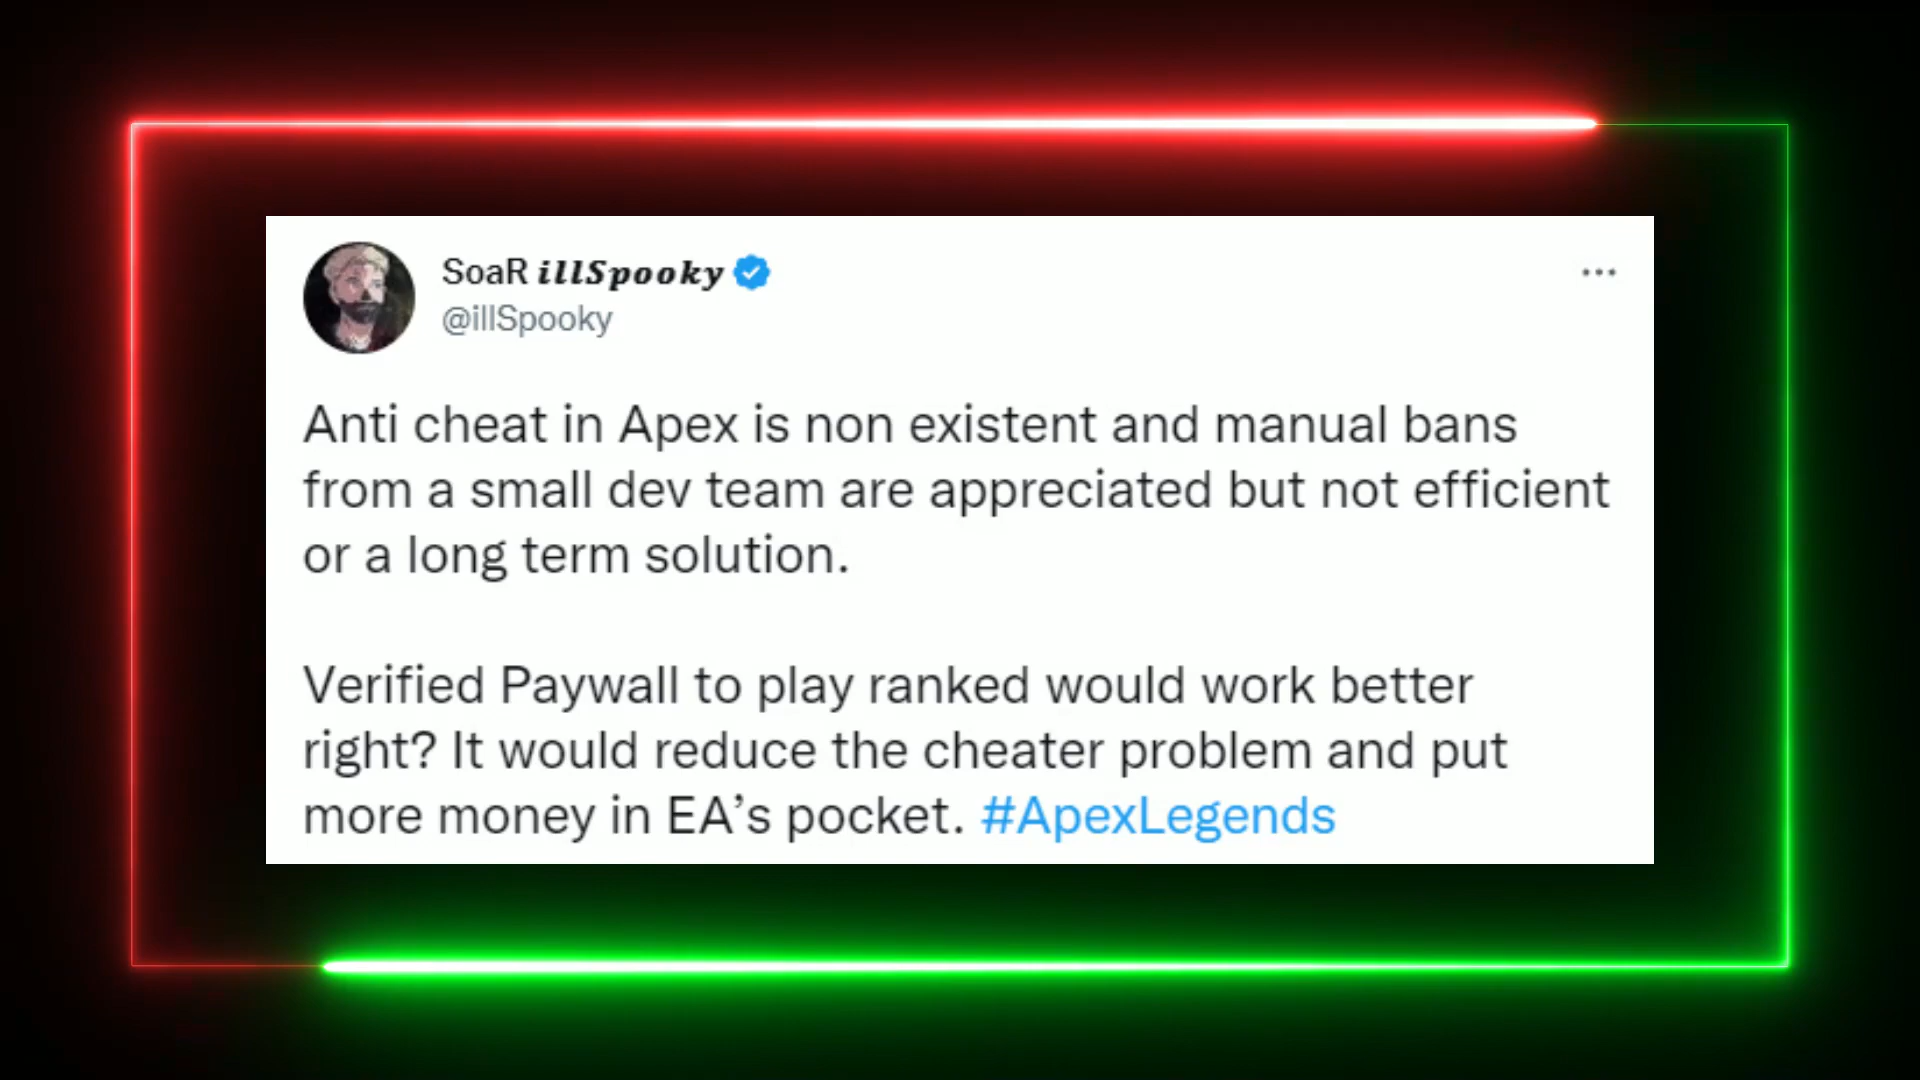 SoaR illSpooky
@illSpooky
Anti cheat in Apex is non existent and manual bans
from a small dev team are appreciated but not efficient
or a long term solution.
Verified Paywall to play ranked would work better
right? It would reduce the cheater problem and put
more money in EA’s pocket. #ApexLegends